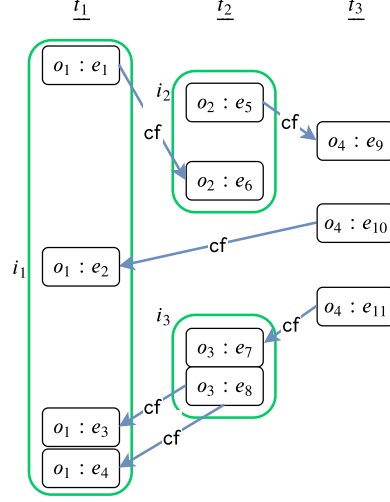 t₁ t₂ t₃
o₁ : e₁
i₂
o₂ : e₅
cf
cf
o₄ : e₉
o₂ : e₆
o₄ : e₁₀
cf
i₁
o₁ : e₂
o₄ : e₁₁
i₃
cf
o₃ : e₇
o₃ : e₈
cf
o₁ : e₃
cf
o₁ : e₄